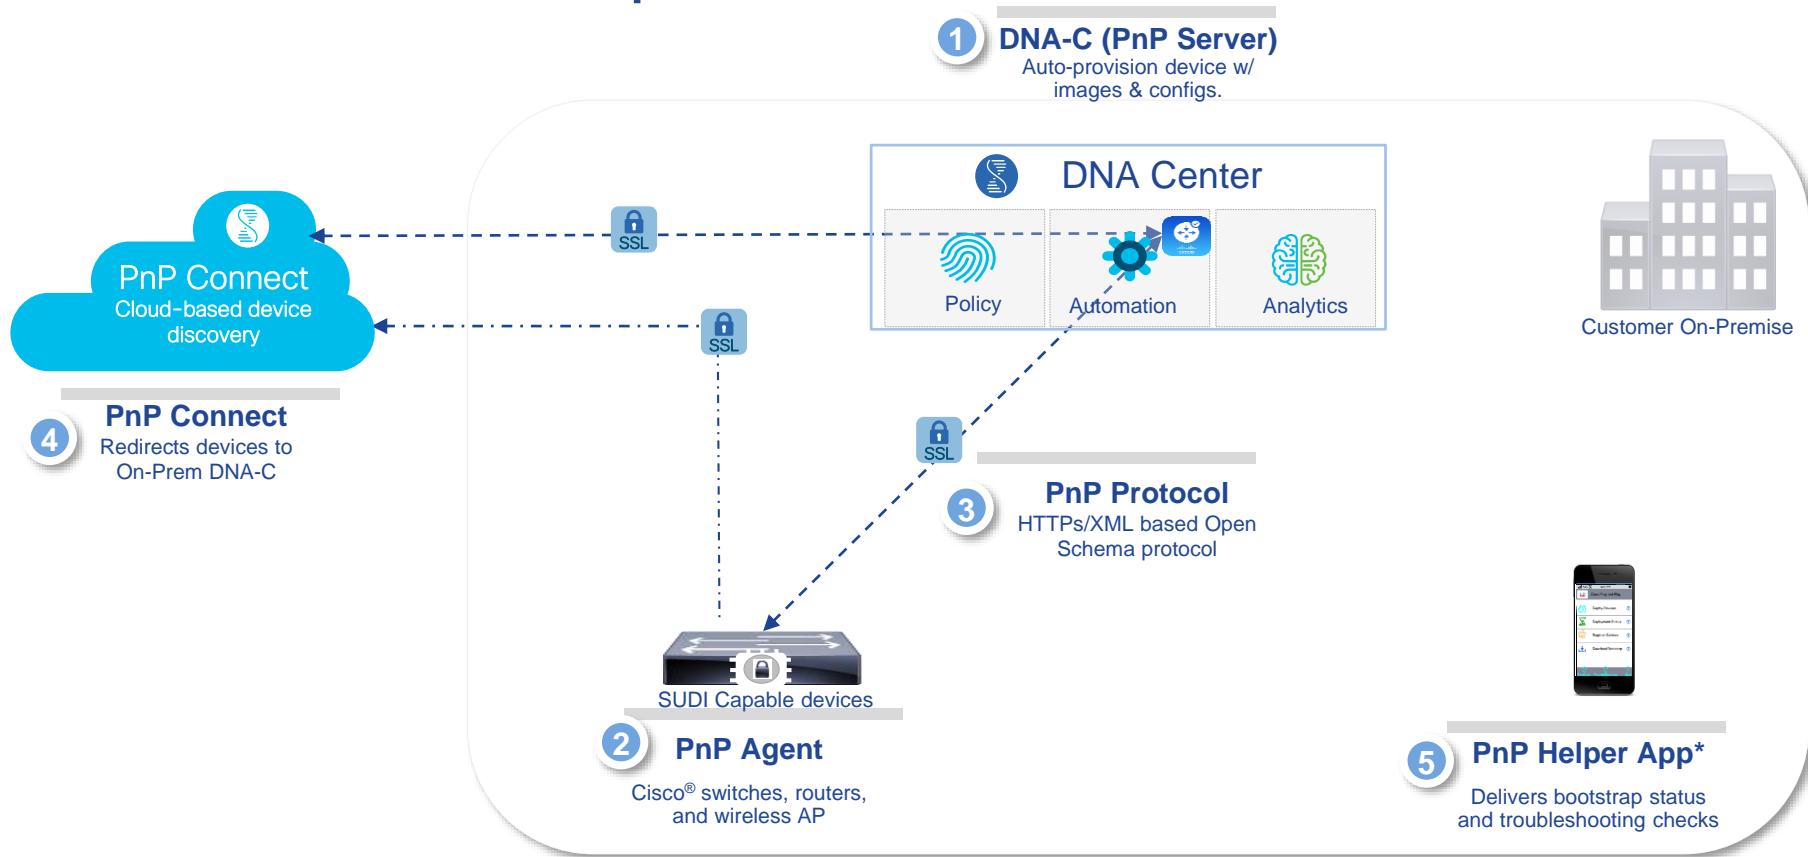 1
DNA-C (PnP Server)
Auto-provision device w/
images & configs.
DNA Center
SSL
Policy
Automation
Analytics
PnP Connect
Cloud-based device
discovery
SSL
Customer On-Premise
4
PnP Connect
Redirects devices to
On-Prem DNA-C
SSL
3
PnP Protocol
HTTPs/XML based Open
Schema protocol
SUDI Capable devices
2
PnP Agent
Cisco® switches, routers,
and wireless AP
5
PnP Helper App*
Delivers bootstrap status
and troubleshooting checks